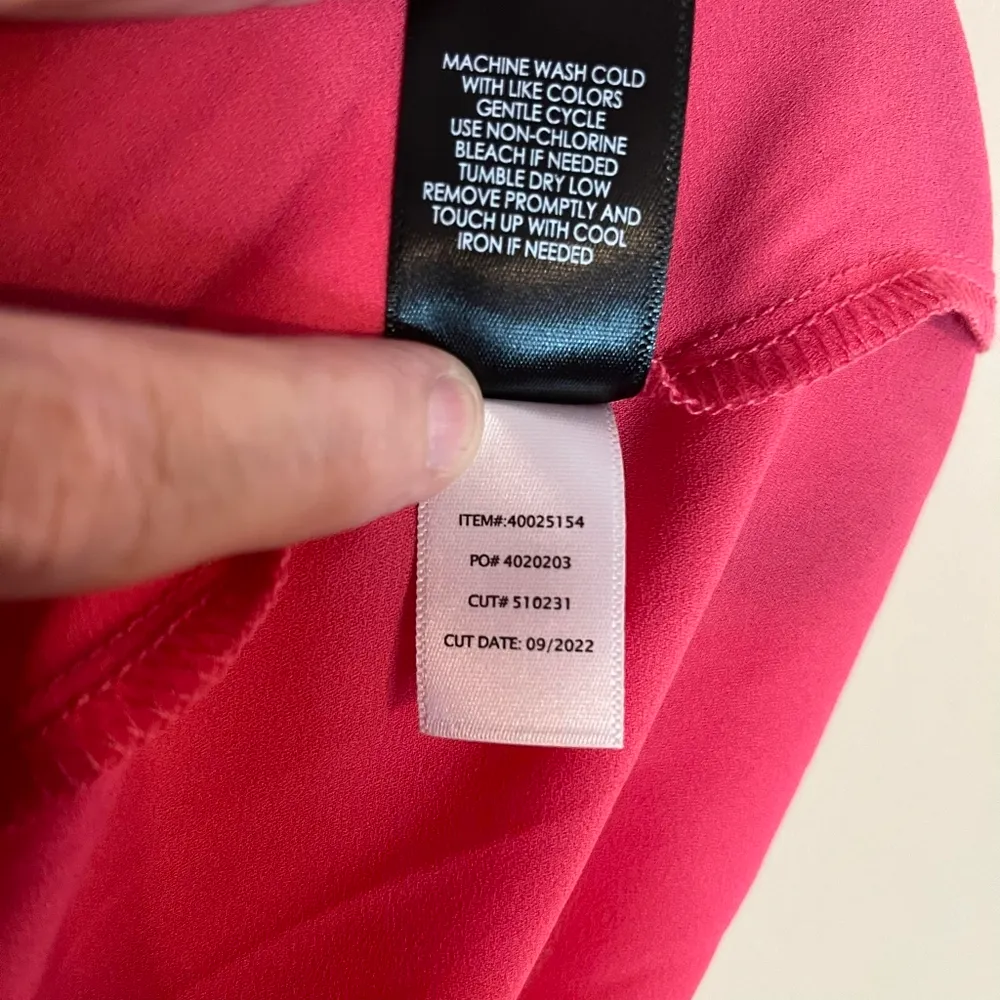 MACHINE WASH COLD
WITH LIKE COLORS
GENTLE CYCLE
USE NON-CHLORINE
BLEACH IF NEEDED
TUMBLE DRY LOW
REMOVE PROMPTLY AND
TOUCH UP WITH COOL
IRON IF NEEDED
ITEM#:40025154
PO# 4020203
CUT# 510231
CUT DATE: 09/2022